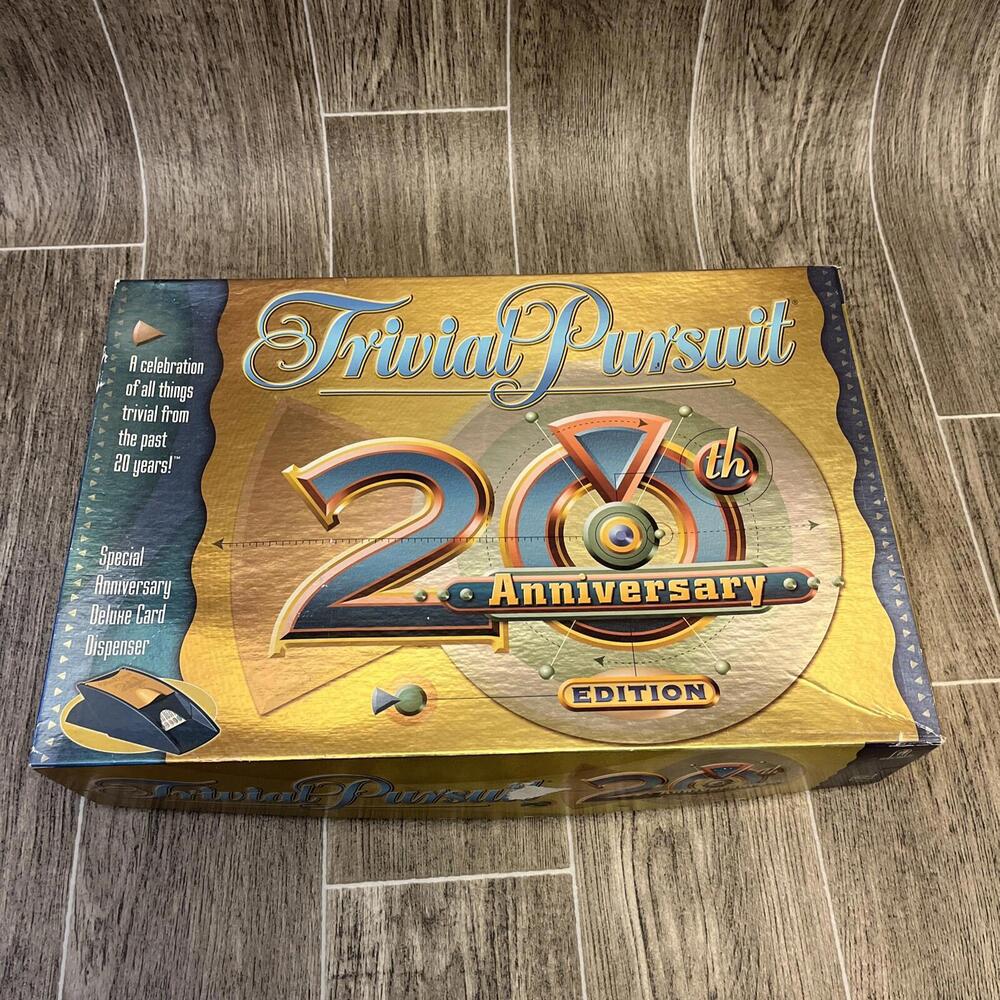 Trivial Pursuit
A celebration
of all things
trivial from
the past
20 years!™
20th
Anniversary
EDITION
Special
Anniversary
Deluxe Card
Dispenser
Trivial Pursuit 20th